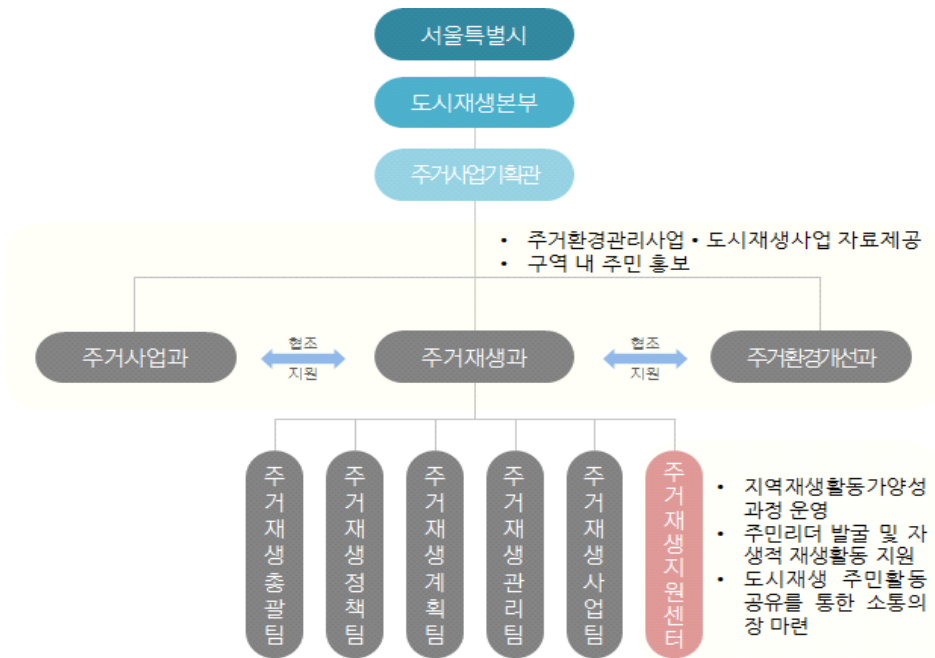 서울특별시
도시재생본부
주거사업기획관
• 주거환경관리사업 • 도시재생사업 자료제공
• 구역 내 주민 홍보
주거사업과
협조
지원
주거재생과
협조
지원
주거환경개선과
주거재생총괄팀
주거재생정책팀
주거재생계획팀
주거재생관리팀
주거재생사업팀
주거재생지원센터
• 지역재생활동가양성
과정 운영
• 주민리더 발굴 및 자
생적 재생활동 지원
• 도시재생 주민활동
공유를 통한 소통의
장 마련